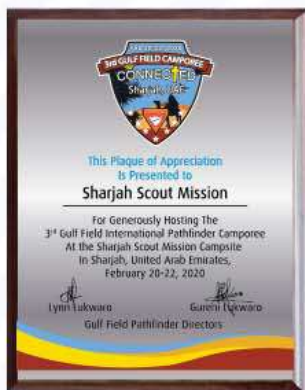 3rd GULF FIELD CAMPOREE
CONNECTED
Sharjah, UAE
This Plaque of Appreciation
Is Presented to
Sharjah Scout Mission
For Generously Hosting The
3rd Gulf Field International Pathfinder Camporee
At the Sharjah Scout Mission Campsite
In Sharjah, United Arab Emirates,
February 20-22, 2020
Lynn Lukwaro
Gureni Lukwaro
Gulf Field Pathfinder Directors